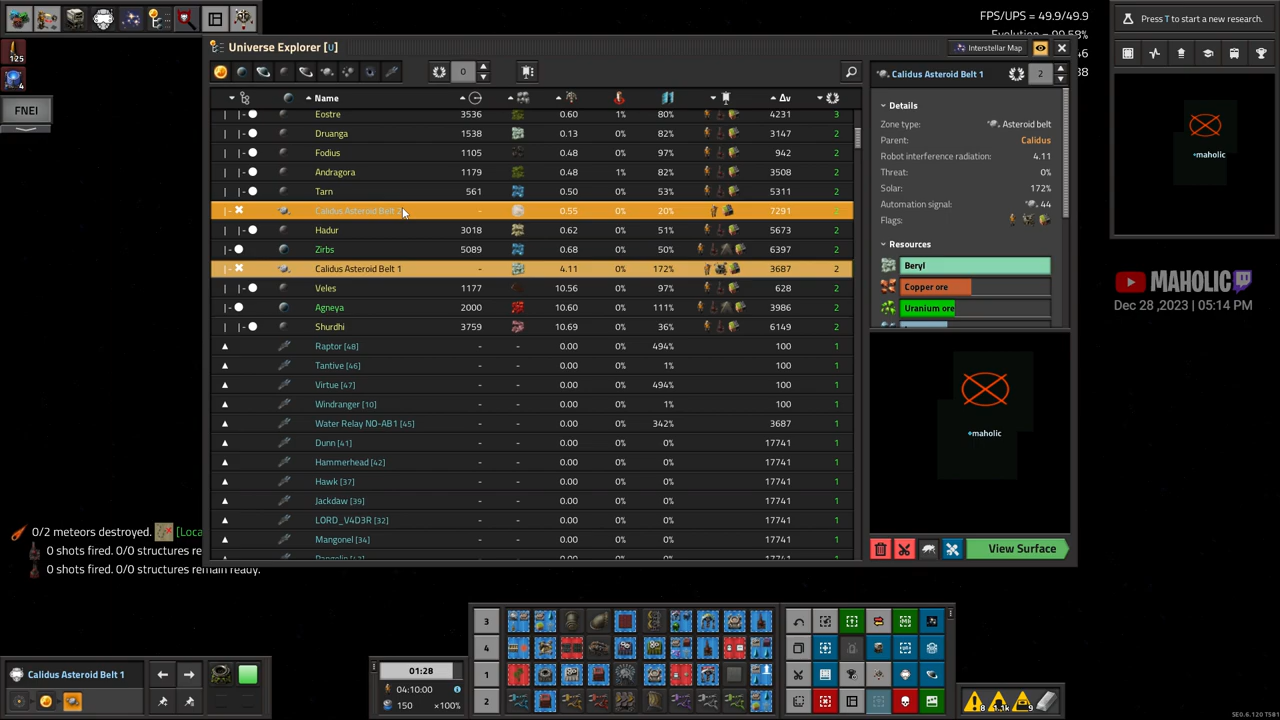 FPS/UPS = 49.9/49.9
Press T to start a new research.
125
4
FNEI
Universe Explorer [U]
Interstellar Map
0
Name Δv
Eostre 3536 0.60 1% 80% 4231 3
Druanga 1538 0.13 0% 82% 3147 2
Fodius 1105 0.48 0% 97% 942 2
Andragora 1179 0.48 1% 82% 3508 2
Tarn 561 0.50 0% 53% 5311 2
Calidus Asteroid Belt 2 - 0.55 0% 20% 7291 2
Hadur 3018 0.62 0% 51% 5673 2
Zirbs 5089 0.68 0% 50% 6397 2
Calidus Asteroid Belt 1 - 4.11 0% 172% 3687 2
Veles 1177 10.56 0% 97% 628 2
Agneya 2000 10.60 0% 111% 3986 2
Shurdhi 3759 10.69 0% 36% 6149 2
Raptor [48] - - 0.00 0% 494% 100 1
Tantive [46] - - 0.00 0% 1% 100 1
Virtue [47] - - 0.00 0% 494% 100 1
Windranger [10] - - 0.00 0% 1% 100 1
Water Relay NO-AB1 [45] - - 0.00 0% 342% 3687 1
Dunn [41] - - 0.00 0% 0% 17741 1
Hammerhead [42] - - 0.00 0% 0% 17741 1
Hawk [37] - - 0.00 0% 0% 17741 1
Jackdaw [39] - - 0.00 0% 0% 17741 1
LORD_V4D3R [32] - - 0.00 0% 0% 17741 1
Mangonel [34] - - 0.00 0% 0% 17741 1
Calidus Asteroid Belt 1 2
Details
Zone type: Asteroid belt
Parent: Calidus
Robot interference radiation: 4.11
Threat: 0%
Solar: 172%
Automation signal: 44
Flags:
Resources
Beryl
Copper ore
Uranium ore
maholic
View Surface
maholic
MAHOLIC
Dec 28 ,2023 | 05:14 PM
0/2 meteors destroyed.
0 shots fired. 0/0 structures re
0 shots fired. 0/0 structures remain ready.
Calidus Asteroid Belt 1
01:28
04:10:00
150 ×100%
3
4
1
2
SE0.6.120 T501